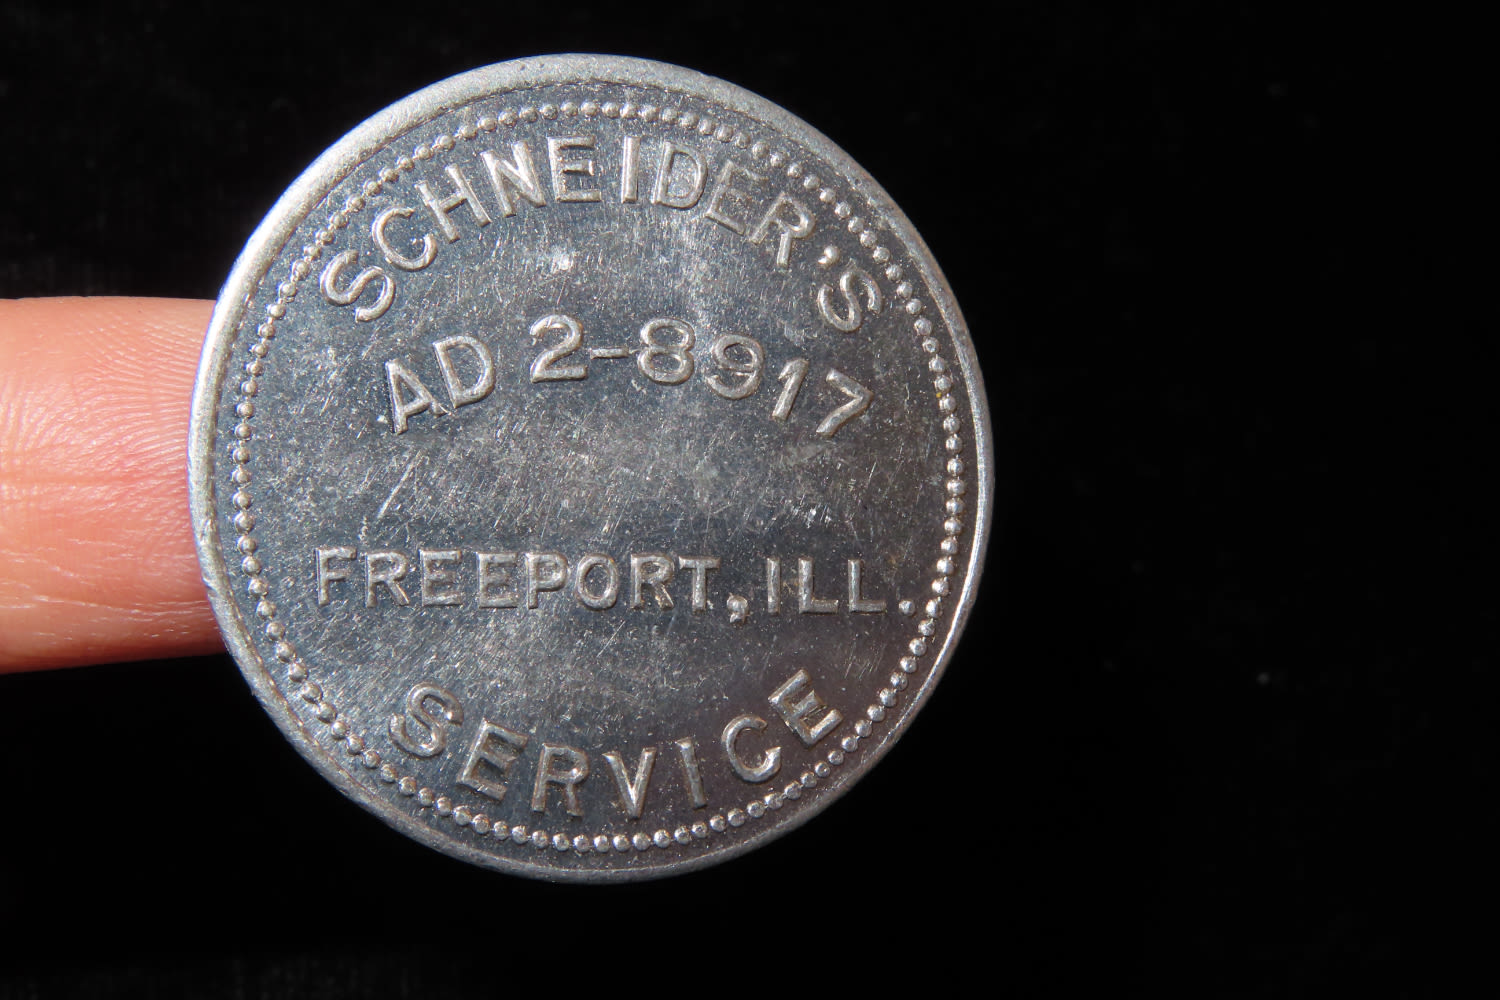 SCHNEIDER'S
AD 2-8917
FREEPORT, ILL.
SERVICE